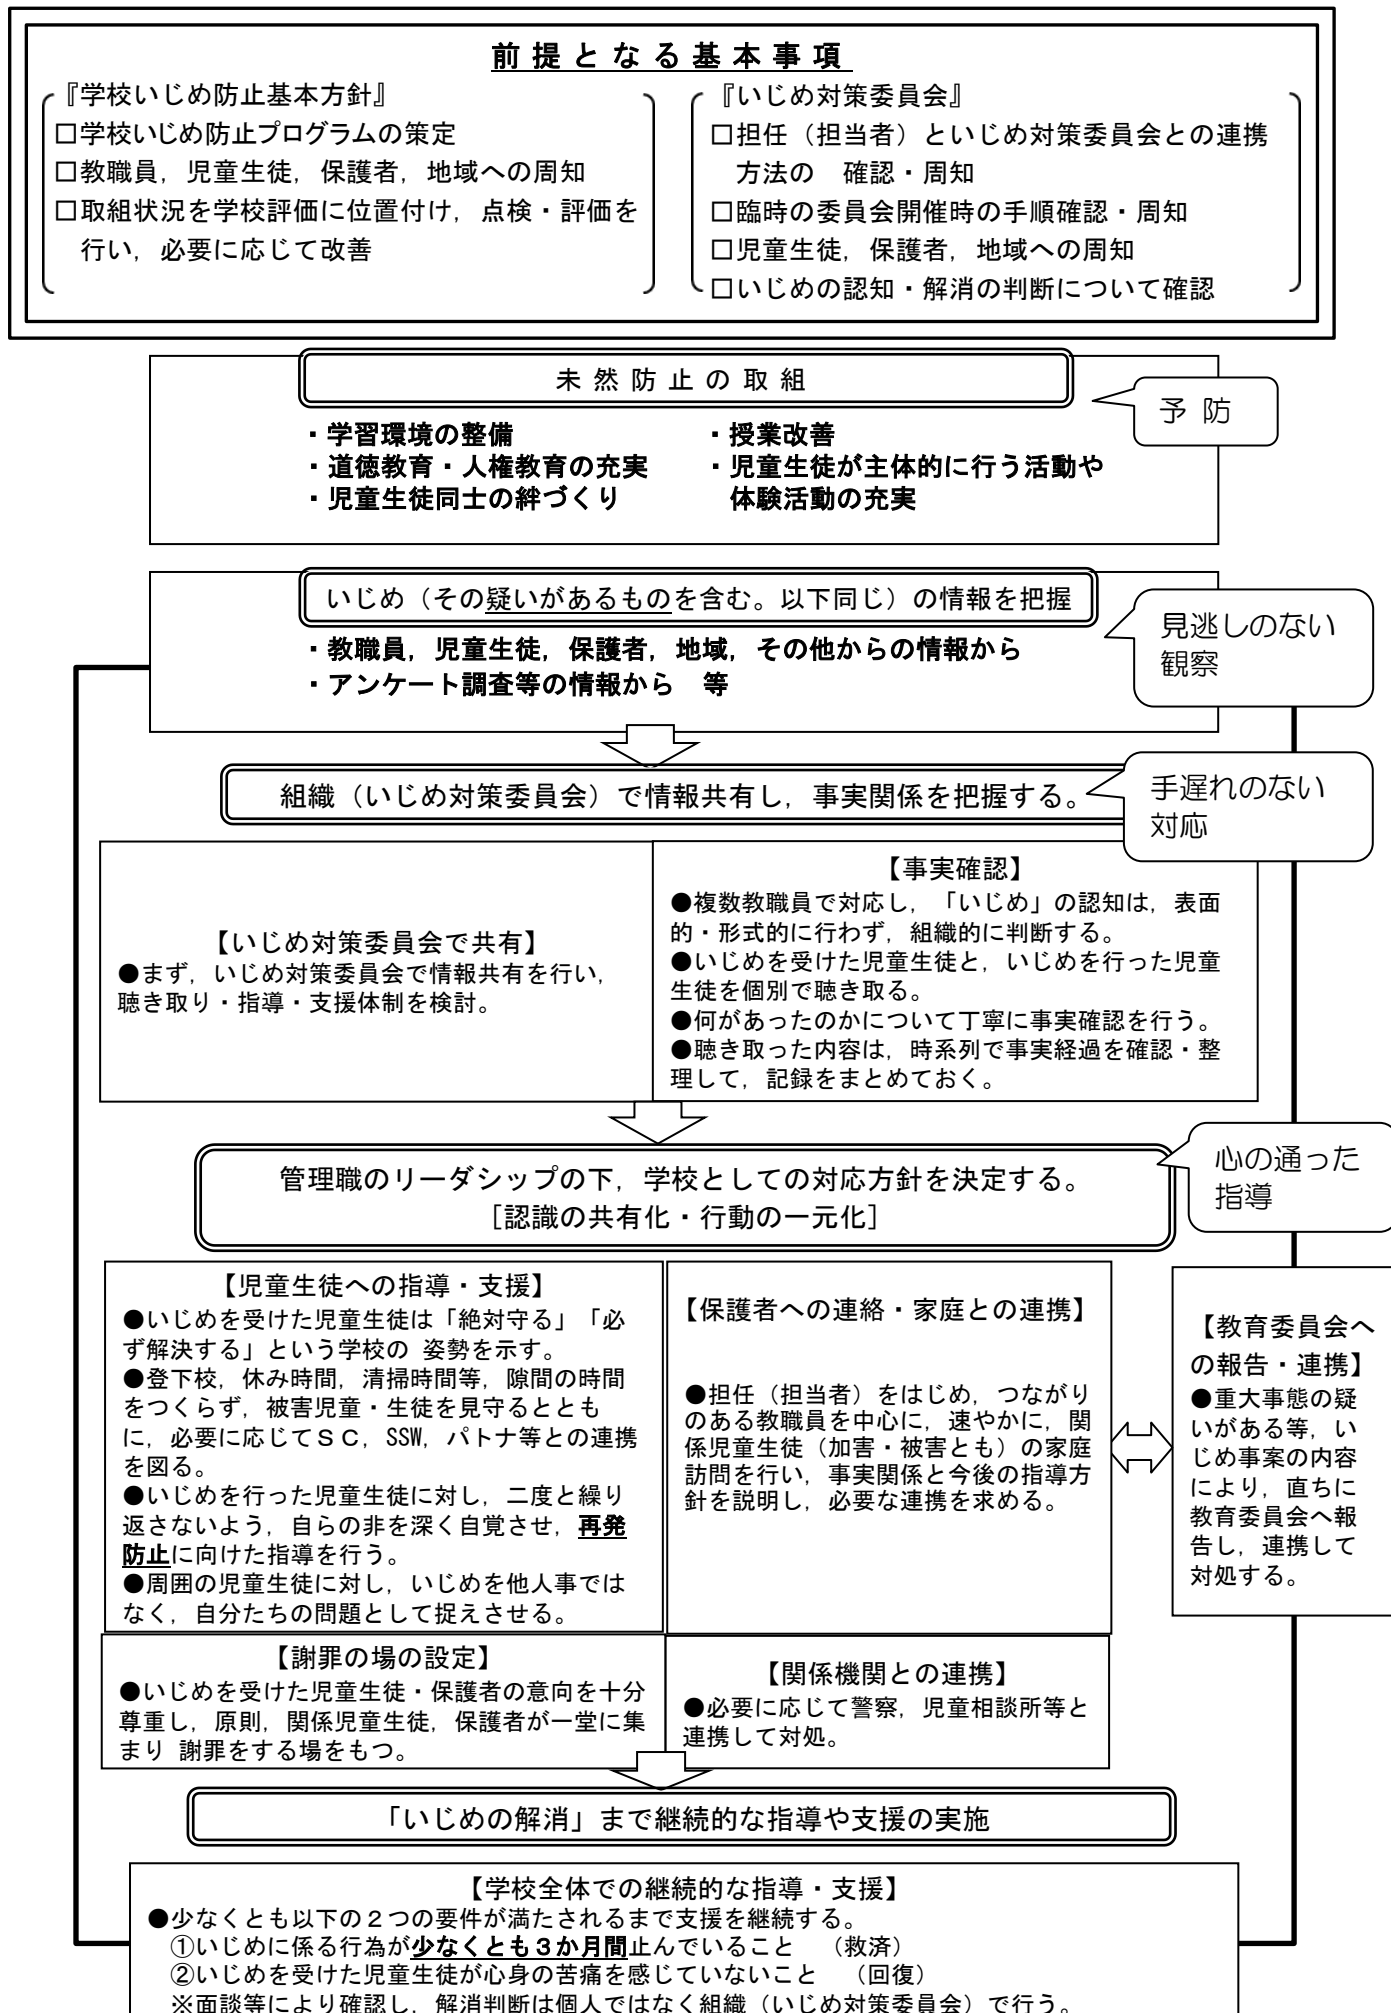 前提となる基本事項
『学校いじめ防止基本方針』
□学校いじめ防止プログラムの策定
□教職員，児童生徒，保護者，地域への周知
□取組状況を学校評価に位置付け，点検・評価を
行い，必要に応じて改善
『いじめ対策委員会』
□担任（担当者）といじめ対策委員会との連携
方法の　確認・周知
□臨時の委員会開催時の手順確認・周知
□児童生徒，保護者，地域への周知
□いじめの認知・解消の判断について確認
未然防止の取組
予 防
・学習環境の整備
・道徳教育・人権教育の充実
・児童生徒同士の絆づくり
・授業改善
・児童生徒が主体的に行う活動や
体験活動の充実
いじめ（その疑いがあるものを含む。以下同じ）の情報を把握
見逃しのない
観察
・教職員，児童生徒，保護者，地域，その他からの情報から
・アンケート調査等の情報から　等
組織（いじめ対策委員会）で情報共有し，事実関係を把握する。
手遅れのない
対応
【いじめ対策委員会で共有】
●まず，いじめ対策委員会で情報共有を行い，
聴き取り・指導・支援体制を検討。
【事実確認】
●複数教職員で対応し，「いじめ」の認知は，表面
的・形式的に行わず，組織的に判断する。
●いじめを受けた児童生徒と，いじめを行った児童
生徒を個別で聴き取る。
●何があったのかについて丁寧に事実確認を行う。
●聴き取った内容は，時系列で事実経過を確認・整
理して，記録をまとめておく。
管理職のリーダシップの下，学校としての対応方針を決定する。
［認識の共有化・行動の一元化］
心の通った
指導
【児童生徒への指導・支援】
●いじめを受けた児童生徒は「絶対守る」「必
ず解決する」という学校の 姿勢を示す。
●登下校，休み時間，清掃時間等，隙間の時間
をつくらず，被害児童・生徒を見守るととも
に，必要に応じてＳＣ，SSW，パトナ等との連携
を図る。
●いじめを行った児童生徒に対し，二度と繰り
返さないよう，自らの非を深く自覚させ，再発
防止に向けた指導を行う。
●周囲の児童生徒に対し，いじめを他人事では
なく，自分たちの問題として捉えさせる。
【保護者への連絡・家庭との連携】
●担任（担当者）をはじめ，つながり
のある教職員を中心に，速やかに，関
係児童生徒（加害・被害とも）の家庭
訪問を行い，事実関係と今後の指導方
針を説明し，必要な連携を求める。
【教育委員会へ
の報告・連携】
●重大事態の疑
いがある等，い
じめ事案の内容
により，直ちに
教育委員会へ報
告し，連携して
対処する。
【謝罪の場の設定】
●いじめを受けた児童生徒・保護者の意向を十分
尊重し，原則，関係児童生徒，保護者が一堂に集
まり 謝罪をする場をもつ。
【関係機関との連携】
●必要に応じて警察，児童相談所等と
連携して対処。
「いじめの解消」まで継続的な指導や支援の実施
【学校全体での継続的な指導・支援】
●少なくとも以下の２つの要件が満たされるまで支援を継続する。
①いじめに係る行為が少なくとも３か月間止んでいること　（救済）
②いじめを受けた児童生徒が心身の苦痛を感じていないこと　（回復）
※面談等により確認し，解消判断は個人ではなく組織（いじめ対策委員会）で行う。